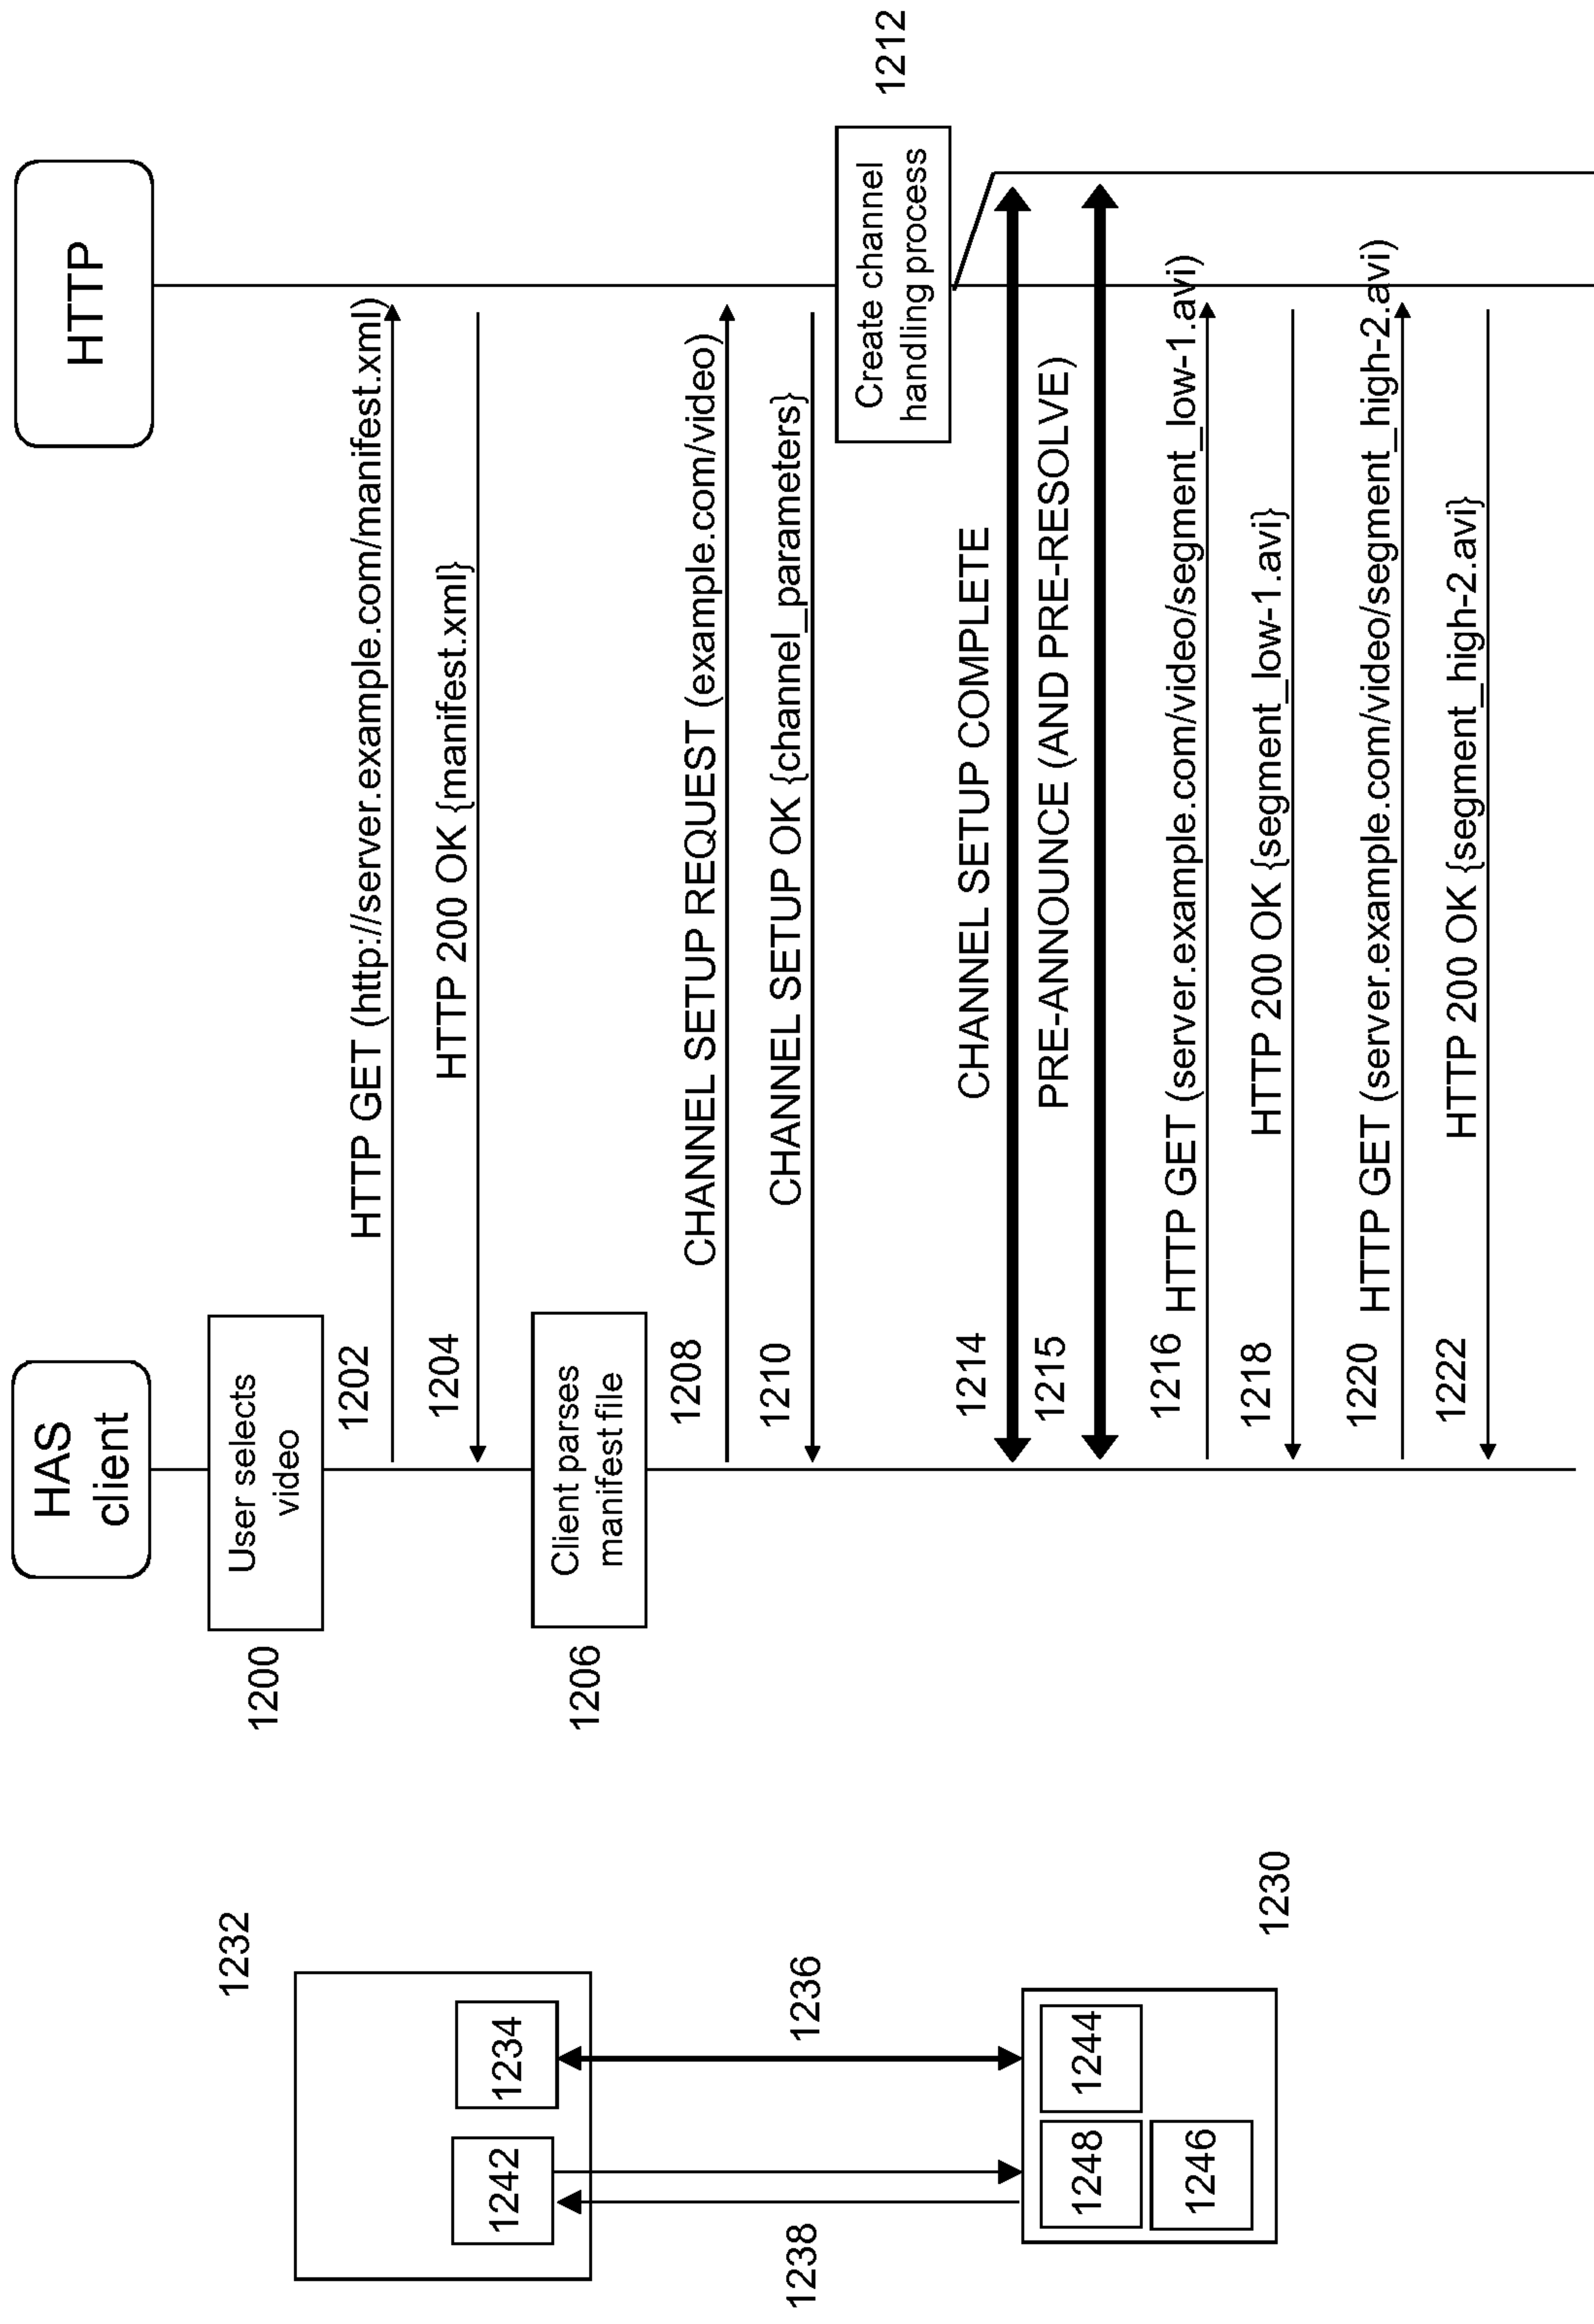 HAS
client
HTTP
1200
User selects
video
1202
HTTP GET (http://server.example.com/manifest.xml)
1204
HTTP 200 OK {manifest.xml}
1206
Client parses
manifest file
1208
CHANNEL SETUP REQUEST (example.com/video)
1210
CHANNEL SETUP OK {channel_parameters}
Create channel
handling process
1212
1214
CHANNEL SETUP COMPLETE
1215
PRE-ANNOUNCE (AND PRE-RESOLVE)
1216
HTTP GET (server.example.com/video/segment_low-1.avi)
1218
HTTP 200 OK {segment_low-1.avi}
1220
HTTP GET (server.example.com/video/segment_high-2.avi)
1222
HTTP 200 OK {segment_high-2.avi}
1232
1242
1234
1238
1236
1248
1244
1246
1230